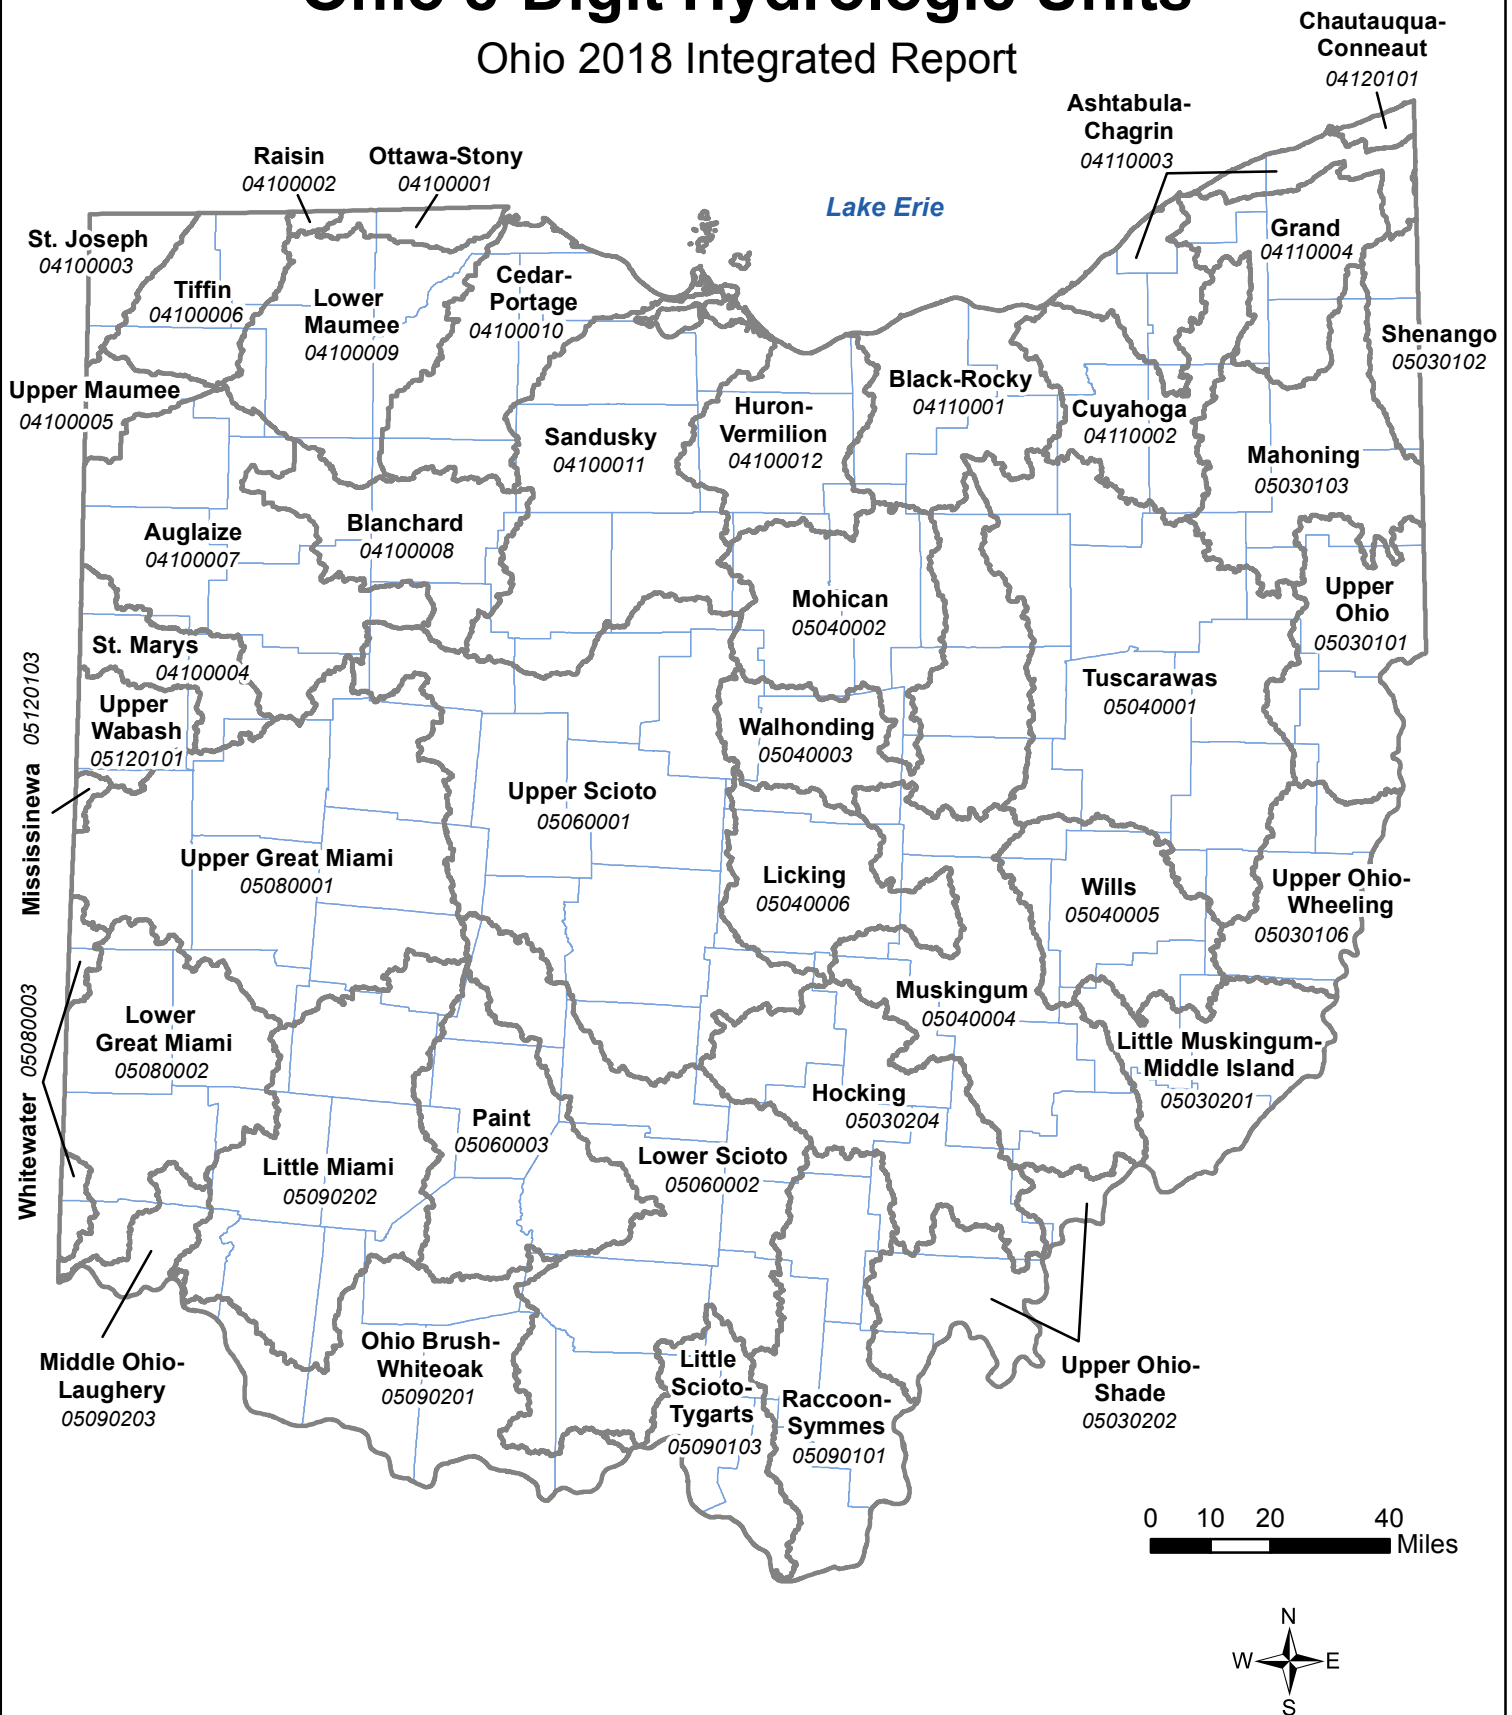 Ohio 8-Digit Hydrologic Units
Ohio 2018 Integrated Report
Chautauqua-
Conneaut
04120101
Ashtabula-
Chagrin
04110003
Raisin
04100002
Ottawa-Stony
04100001
Lake Erie
St. Joseph
04100003
Grand
04110004
Tiffin
04100006
Lower
Maumee
04100009
Cedar-
Portage
04100010
Shenango
05030102
Upper Maumee
04100005
Black-Rocky
04110001
Huron-
Vermilion
04100012
Cuyahoga
04110002
Sandusky
04100011
Mahoning
05030103
Auglaize
04100007
Blanchard
04100008
Mohican
05040002
Upper
Ohio
05030101
St. Marys
04100004
Tuscarawas
05040001
Upper
Wabash
05120101
Walhonding
05040003
Mississinewa 05120103
Upper Scioto
05060001
Upper Great Miami
05080001
Licking
05040006
Wills
05040005
Upper Ohio-
Wheeling
05030106
Muskingum
05040004
Lower
Great Miami
05080002
Whitewater 05080003
Little Muskingum-
Middle Island
05030201
Hocking
05030204
Paint
05060003
Little Miami
05090202
Lower Scioto
05060002
Middle Ohio-
Laughery
05090203
Ohio Brush-
Whiteoak
05090201
Little
Scioto-
Tygarts
05090103
Raccoon-
Symmes
05090101
Upper Ohio-
Shade
05030202
0 10 20 40
Miles
N
W E
S